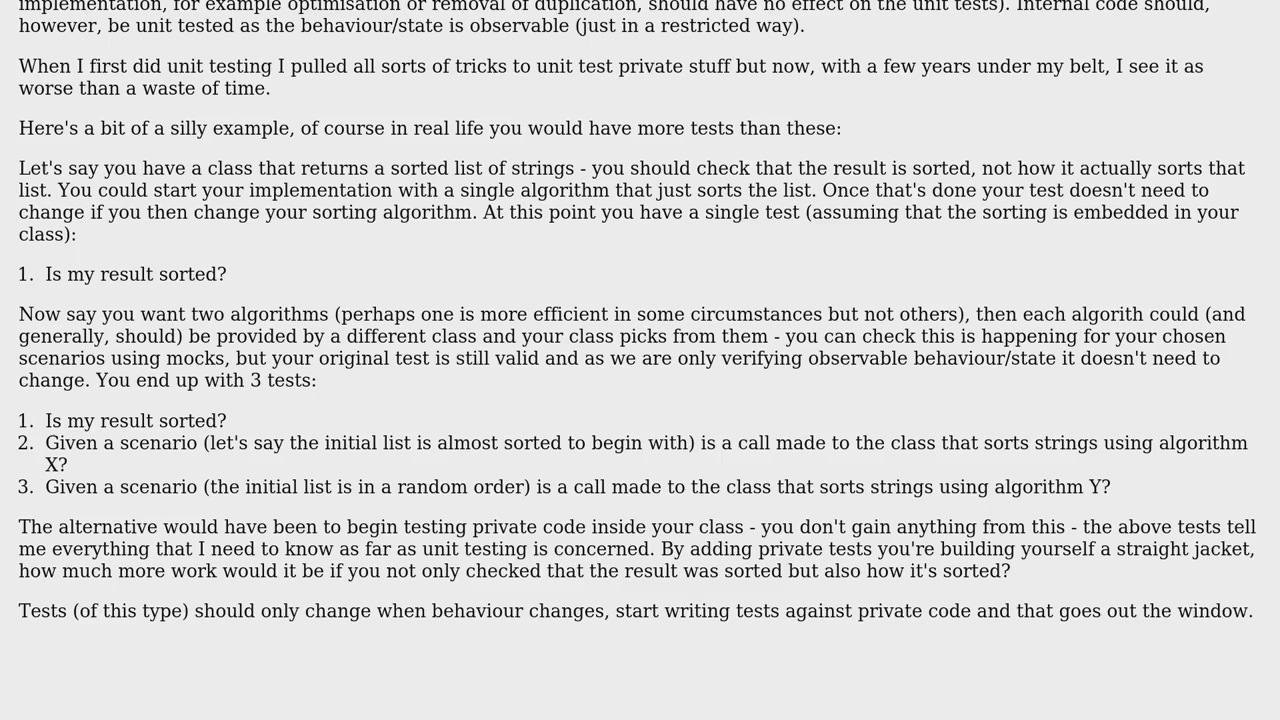 implementation, for example optimisation or removal of duplication, should have no effect on the unit tests). Internal code should,
however, be unit tested as the behaviour/state is observable (just in a restricted way).
When I first did unit testing I pulled all sorts of tricks to unit test private stuff but now, with a few years under my belt, I see it as
worse than a waste of time.
Here's a bit of a silly example, of course in real life you would have more tests than these:
Let's say you have a class that returns a sorted list of strings - you should check that the result is sorted, not how it actually sorts that
list. You could start your implementation with a single algorithm that just sorts the list. Once that's done your test doesn't need to
change if you then change your sorting algorithm. At this point you have a single test (assuming that the sorting is embedded in your
class):
1. Is my result sorted?
Now say you want two algorithms (perhaps one is more efficient in some circumstances but not others), then each algorith could (and
generally, should) be provided by a different class and your class picks from them - you can check this is happening for your chosen
scenarios using mocks, but your original test is still valid and as we are only verifying observable behaviour/state it doesn't need to
change. You end up with 3 tests:
1. Is my result sorted?
2. Given a scenario (let's say the initial list is almost sorted to begin with) is a call made to the class that sorts strings using algorithm
X?
3. Given a scenario (the initial list is in a random order) is a call made to the class that sorts strings using algorithm Y?
The alternative would have been to begin testing private code inside your class - you don't gain anything from this - the above tests tell
me everything that I need to know as far as unit testing is concerned. By adding private tests you're building yourself a straight jacket,
how much more work would it be if you not only checked that the result was sorted but also how it's sorted?
Tests (of this type) should only change when behaviour changes, start writing tests against private code and that goes out the window.